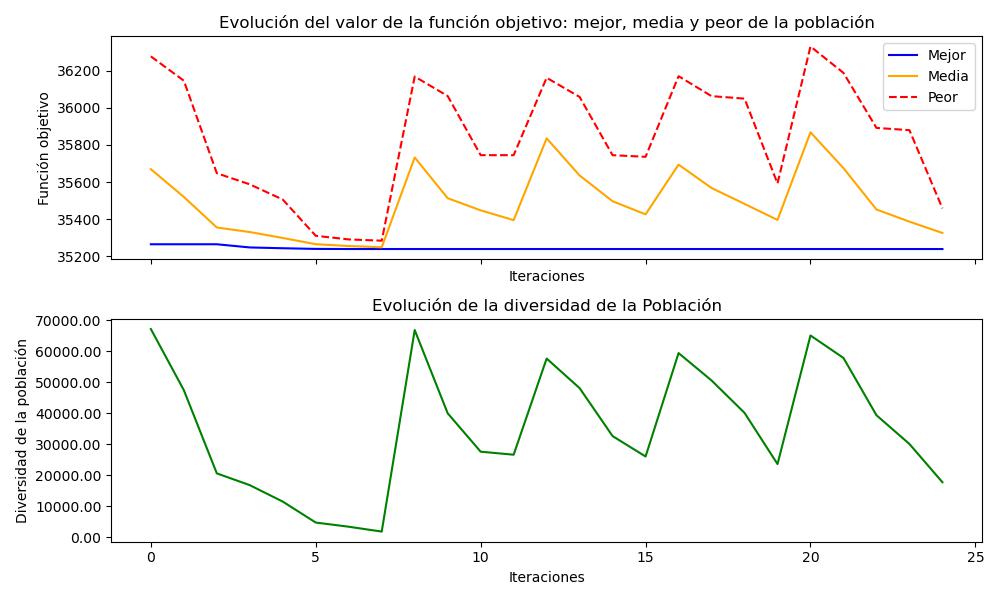 Evolución del valor de la función objetivo: mejor, media y peor de la población
Función objetivo
36200
36000
35800
35600
35400
35200
Mejor
Media
Peor
Iteraciones
Evolución de la diversidad de la Población
Diversidad de la población
70000.00
60000.00
50000.00
40000.00
30000.00
20000.00
10000.00
0.00
0 5 10 15 20 25
Iteraciones